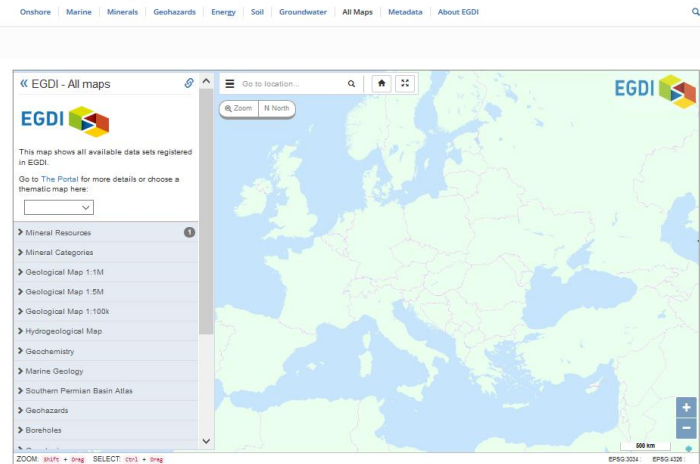 Onshore Marine Minerals Geohazards Energy Soil Groundwater All Maps Metadata About EGDI
« EGDI - All maps
Go to location...
EGDI
Zoom N North
EGDI
This map shows all available data sets registered
in EGDI.
Go to The Portal for more details or choose a
thematic map here:
Mineral Resources 1
Mineral Categories
Geological Map 1:1M
Geological Map 1:5M
Geological Map 1:100k
Hydrogeological Map
Geochemistry
Marine Geology
Southern Permian Basin Atlas
Geohazards
Boreholes
+
−
500 km
ZOOM: Shift + Drag SELECT: Ctrl + Drag
EPSG:3034 : EPSG:4326 :